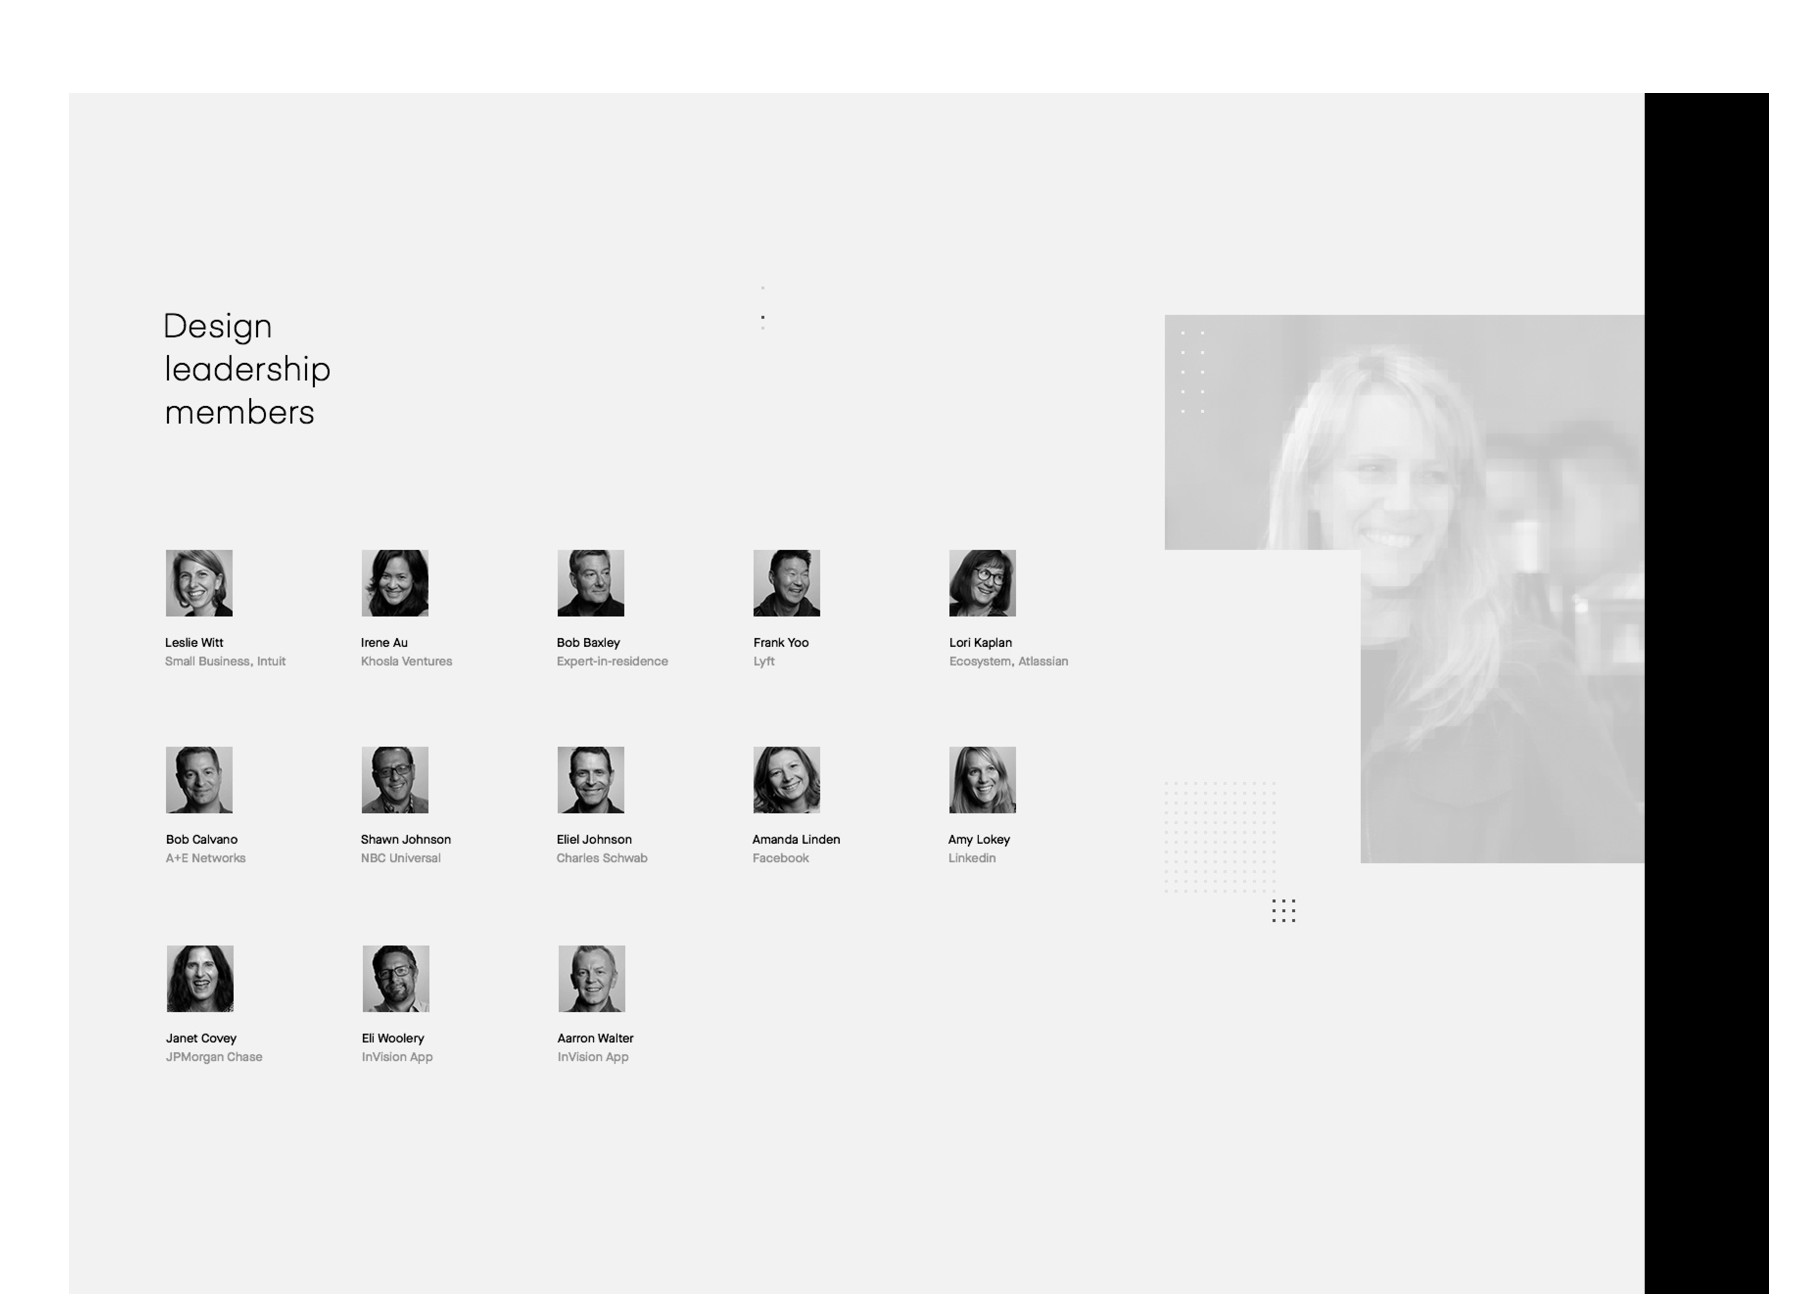 Design
leadership
members
Leslie Witt
Small Business, Intuit
Irene Au
Khosla Ventures
Bob Baxley
Expert-in-residence
Frank Yoo
Lyft
Lori Kaplan
Ecosystem, Atlassian
Bob Calvano
A+E Networks
Shawn Johnson
NBC Universal
Eliel Johnson
Charles Schwab
Amanda Linden
Facebook
Amy Lokey
Linkedin
Janet Covey
JPMorgan Chase
Eli Woolery
InVision App
Aarron Walter
InVision App